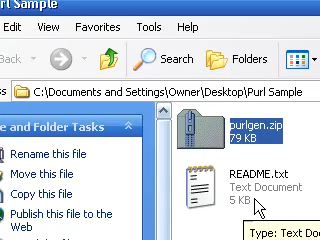 Purl Sample
Edit View Favorites Tools Help
Back Search Folders
C:\Documents and Settings\Owner\Desktop\Purl Sample
e and Folder Tasks
Rename this file
Move this file
Copy this file
Publish this file to the
Web
purlgen.zip
79 KB
README.txt
Text Document
5 KB
Type: Text Do